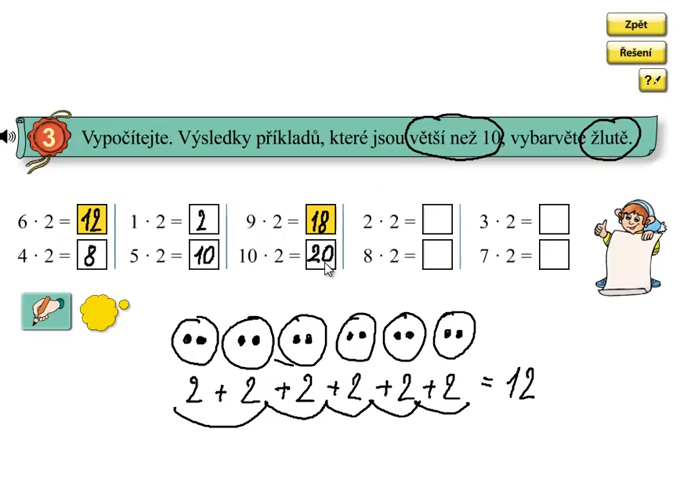 Zpět
Řešení
?
3 Vypočítejte. Výsledky příkladů, které jsou větší než 10, vybarvěte žlutě.
6 · 2 = 12 1 · 2 = 2 9 · 2 = 18 2 · 2 = 3 · 2 =
4 · 2 = 8 5 · 2 = 10 10 · 2 = 20 8 · 2 = 7 · 2 =
2 + 2 + 2 + 2 + 2 + 2 = 12